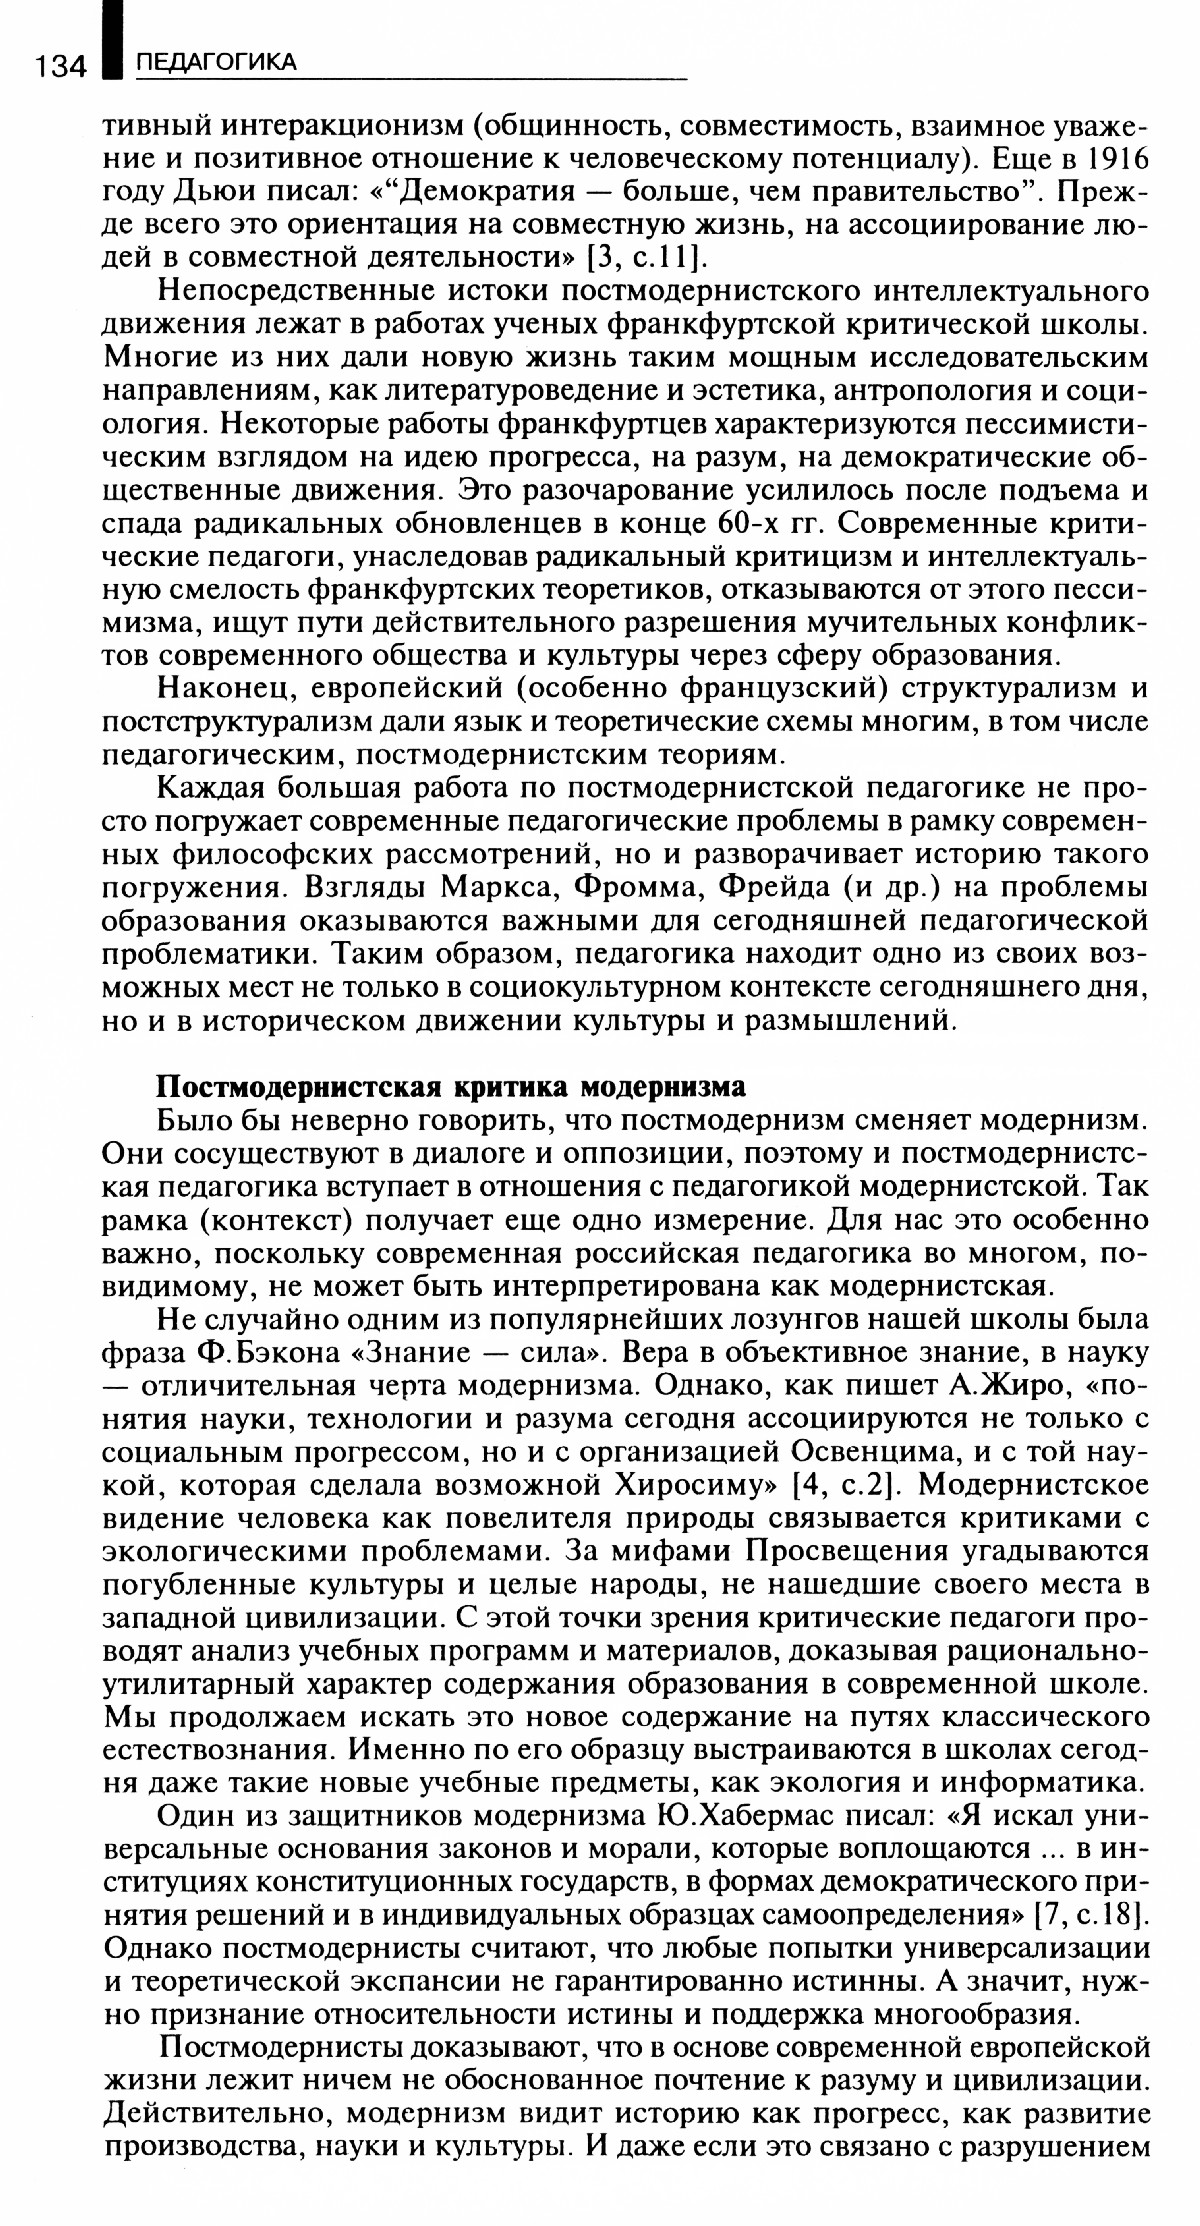 134 ПЕДАГОГИКА
тивный интеракционизм (общинность, совместимость, взаимное уваже-
ние и позитивное отношение к человеческому потенциалу). Еще в 1916
году Дьюи писал: «“Демократия — больше, чем правительство”. Преж-
де всего это ориентация на совместную жизнь, на ассоциирование лю-
дей в совместной деятельности» [3, с.11].
Непосредственные истоки постмодернистского интеллектуального
движения лежат в работах ученых франкфуртской критической школы.
Многие из них дали новую жизнь таким мощным исследовательским
направлениям, как литературоведение и эстетика, антропология и соци-
ология. Некоторые работы франкфуртцев характеризуются пессимисти-
ческим взглядом на идею прогресса, на разум, на демократические об-
щественные движения. Это разочарование усилилось после подъема и
спада радикальных обновленцев в конце 60-х гг. Современные крити-
ческие педагоги, унаследовав радикальный критицизм и интеллектуаль-
ную смелость франкфуртских теоретиков, отказываются от этого песси-
мизма, ищут пути действительного разрешения мучительных конфлик-
тов современного общества и культуры через сферу образования.
Наконец, европейский (особенно французский) структурализм и
постструктурализм дали язык и теоретические схемы многим, в том числе
педагогическим, постмодернистским теориям.
Каждая большая работа по постмодернистской педагогике не про-
сто погружает современные педагогические проблемы в рамку современ-
ных философских рассмотрений, но и разворачивает историю такого
погружения. Взгляды Маркса, Фромма, Фрейда (и др.) на проблемы
образования оказываются важными для сегодняшней педагогической
проблематики. Таким образом, педагогика находит одно из своих воз-
можных мест не только в социокультурном контексте сегодняшнего дня,
но и в историческом движении культуры и размышлений.
Постмодернистская критика модернизма
Было бы неверно говорить, что постмодернизм сменяет модернизм.
Они сосуществуют в диалоге и оппозиции, поэтому и постмодернистс-
кая педагогика вступает в отношения с педагогикой модернистской. Так
рамка (контекст) получает еще одно измерение. Для нас это особенно
важно, поскольку современная российская педагогика во многом, по-
видимому, не может быть интерпретирована как модернистская.
Не случайно одним из популярнейших лозунгов нашей школы была
фраза Ф.Бэкона «Знание — сила». Вера в объективное знание, в науку
— отличительная черта модернизма. Однако, как пишет А.Жиро, «по-
нятия науки, технологии и разума сегодня ассоциируются не только с
социальным прогрессом, но и с организацией Освенцима, и с той нау-
кой, которая сделала возможной Хиросиму» [4, с.2]. Модернистское
видение человека как повелителя природы связывается критиками с
экологическими проблемами. За мифами Просвещения угадываются
погубленные культуры и целые народы, не нашедшие своего места в
западной цивилизации. С этой точки зрения критические педагоги про-
водят анализ учебных программ и материалов, доказывая рационально-
утилитарный характер содержания образования в современной школе.
Мы продолжаем искать это новое содержание на путях классического
естествознания. Именно по его образцу выстраиваются в школах сегод-
ня даже такие новые учебные предметы, как экология и информатика.
Один из защитников модернизма Ю.Хабермас писал: «Я искал уни-
версальные основания законов и морали, которые воплощаются ... в ин-
ституциях конституционных государств, в формах демократического при-
нятия решений и в индивидуальных образцах самоопределения» [7, с.18].
Однако постмодернисты считают, что любые попытки универсализации
и теоретической экспансии не гарантированно истинны. А значит, нуж-
но признание относительности истины и поддержка многообразия.
Постмодернисты доказывают, что в основе современной европейской
жизни лежит ничем не обоснованное почтение к разуму и цивилизации.
Действительно, модернизм видит историю как прогресс, как развитие
производства, науки и культуры. И даже если это связано с разрушением